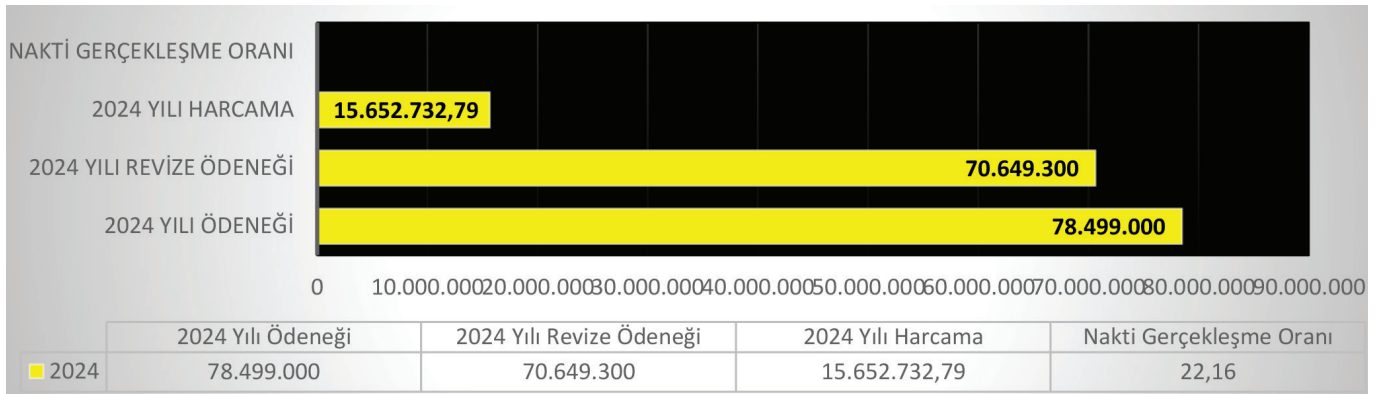 NAKTİ GERÇEKLEŞME ORANI
2024 YILI HARCAMA
15.652.732,79
2024 YILI REVİZE ÖDENEĞİ
70.649.300
2024 YILI ÖDENEĞİ
78.499.000
0 10.000.000 20.000.000 30.000.000 40.000.000 50.000.000 60.000.000 70.000.000 80.000.000 90.000.000
2024 Yılı Ödeneği 2024 Yılı Revize Ödeneği 2024 Yılı Harcama Nakti Gerçekleşme Oranı
2024 78.499.000 70.649.300 15.652.732,79 22,16